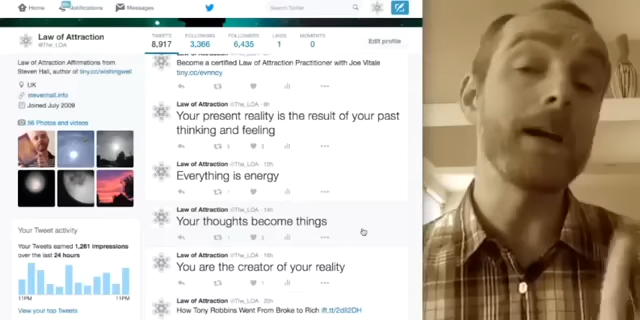 Home
Notifications
Messages
Search Twitter
Law of Attraction
@The_LOA
TWEETS
8,917
FOLLOWING
3,366
FOLLOWERS
6,435
LIKES
1
MOMENTS
0
Edit profile
Law of Attraction Affirmations from
Steven Hall, author of tiny.cc/wishingwell
UK
stevenhall.info
Joined July 2009
56 Photos and videos
Your Tweet activity
Your Tweets earned 1,261 impressions
over the last 24 hours
11PM
11PM
View your top Tweets
Become a certified Law of Attraction Practitioner with Joe Vitale
Law of Attraction @The_LOA
Your present reality is the result of your past
thinking and feeling
Law of Attraction @The_LOA
Everything is energy
Law of Attraction @The_LOA
Your thoughts become things
Law of Attraction @The_LOA
You are the creator of your reality
Law of Attraction @The_LOA
How Tony Robbins Went From Broke to Rich